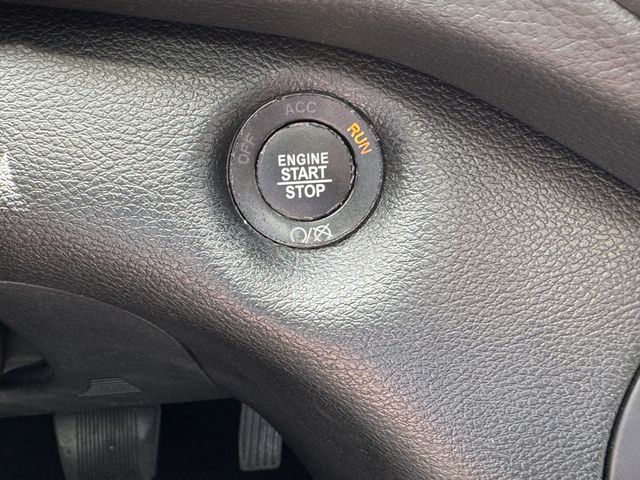 OFF
ACC
RUN
ENGINE
START
STOP